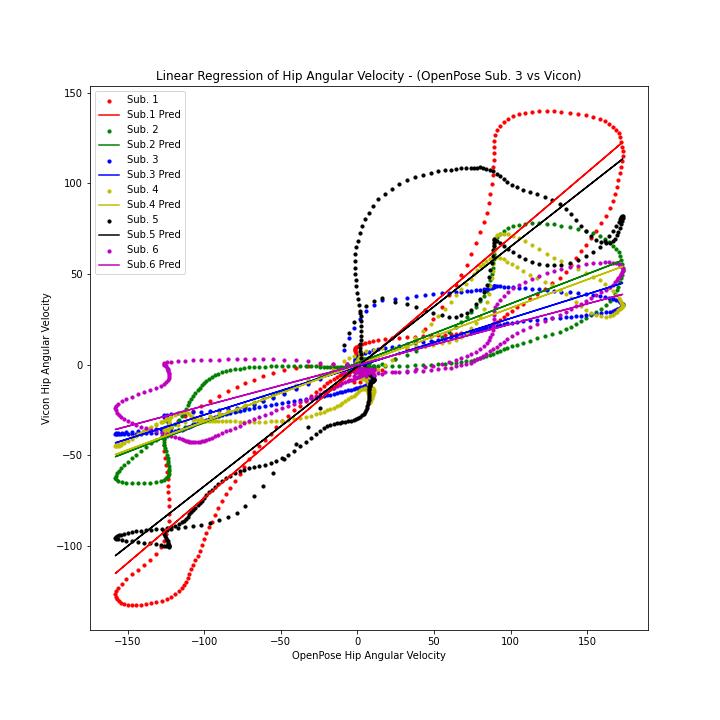 Linear Regression of Hip Angular Velocity - (OpenPose Sub. 3 vs Vicon)
Sub. 1
Sub.1 Pred
Sub. 2
Sub.2 Pred
Sub. 3
Sub.3 Pred
Sub. 4
Sub.4 Pred
Sub. 5
Sub.5 Pred
Sub. 6
Sub.6 Pred
150
100
50
0
−50
−100
Vicon Hip Angular Velocity
−150 −100 −50 0 50 100 150
OpenPose Hip Angular Velocity